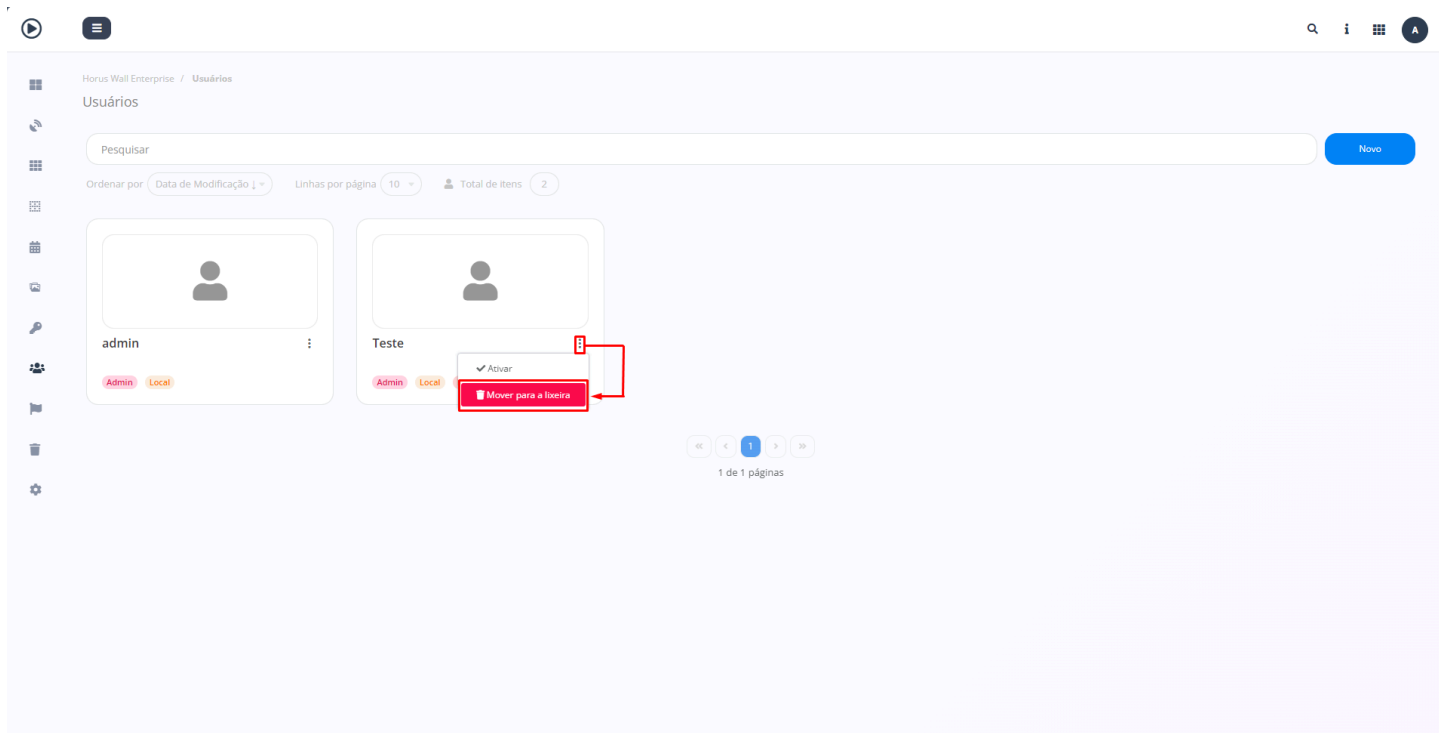 A
Horus Wall Enterprise / Usuários
Usuários
Pesquisar
Novo
Ordenar por Data de Modificação ↓ Linhas por página 10 Total de itens 2
admin
Teste
Ativar
Admin Local
Admin Local
Mover para a lixeira
« < 1 > »
1 de 1 páginas